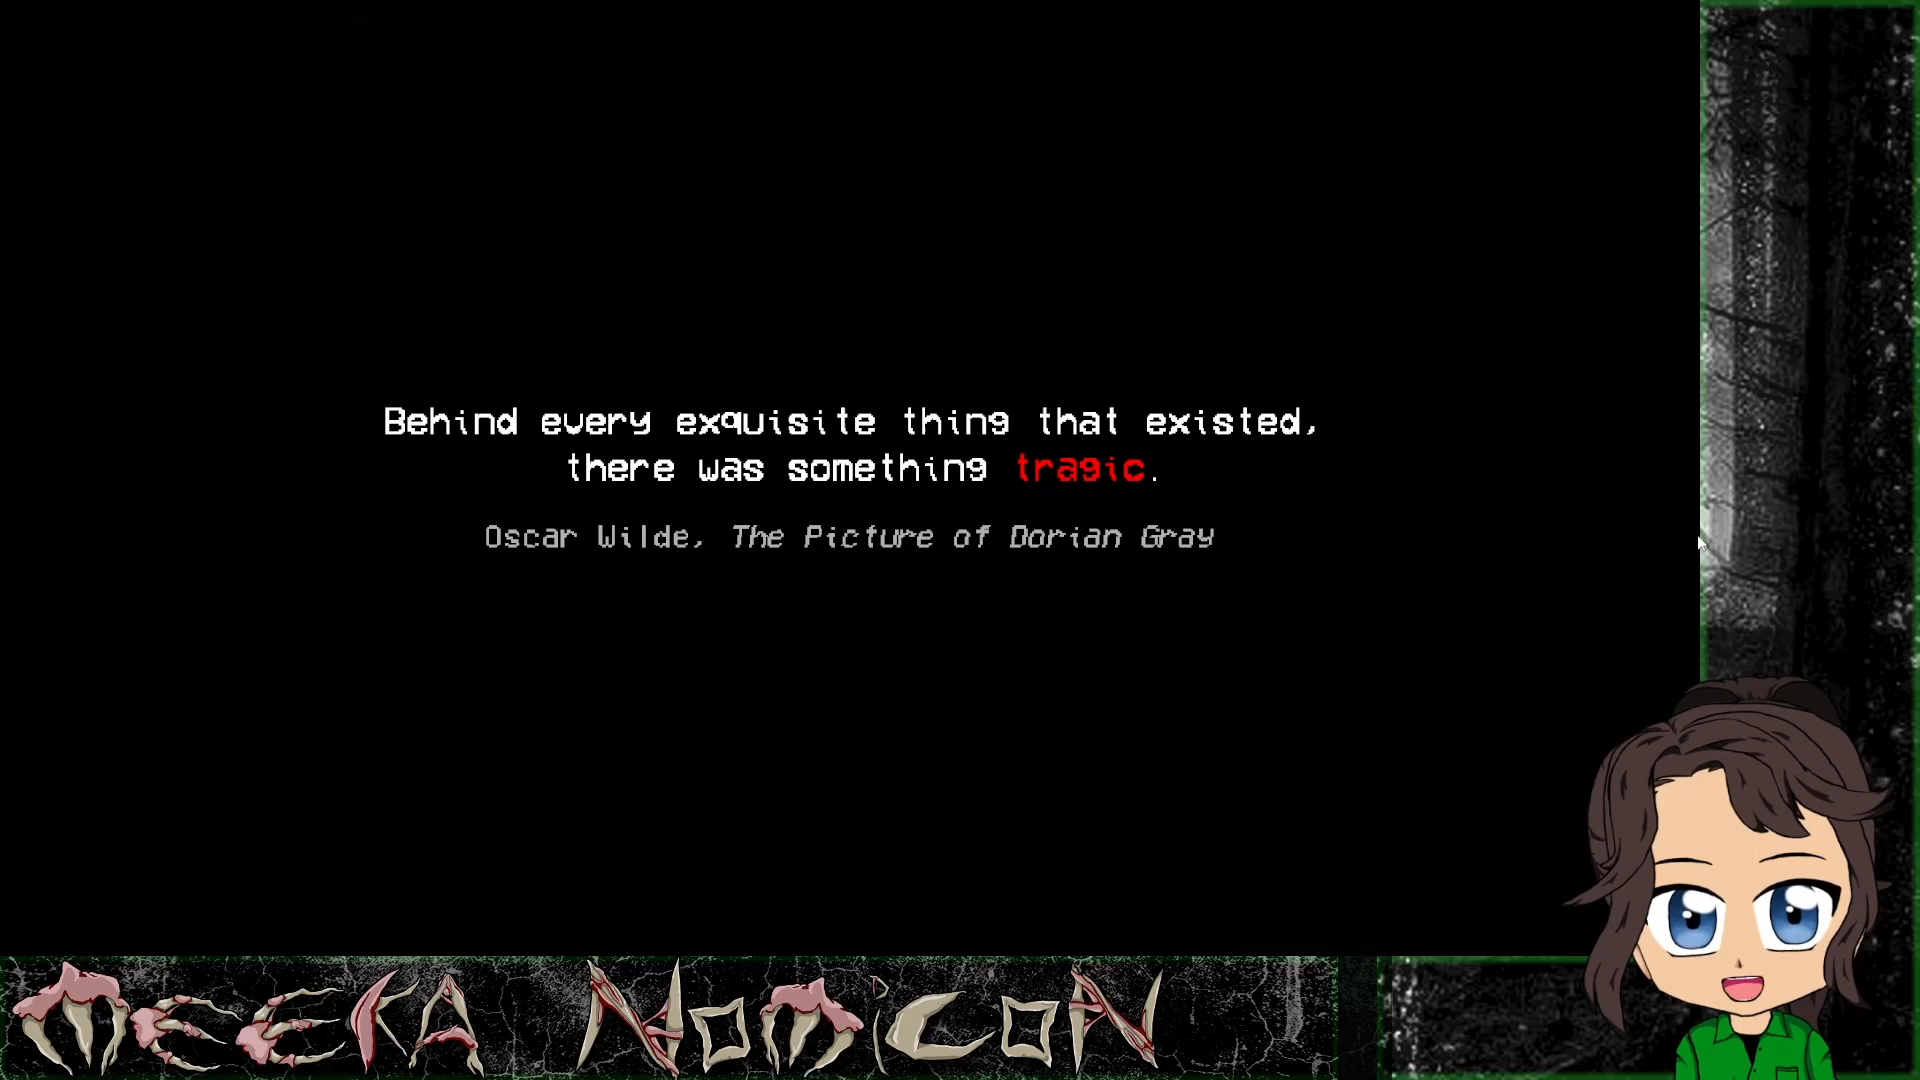 Behind every exquisite thing that existed,
there was something tragic.
Oscar Wilde, The Picture of Dorian Gray
MEEKA NOMICON